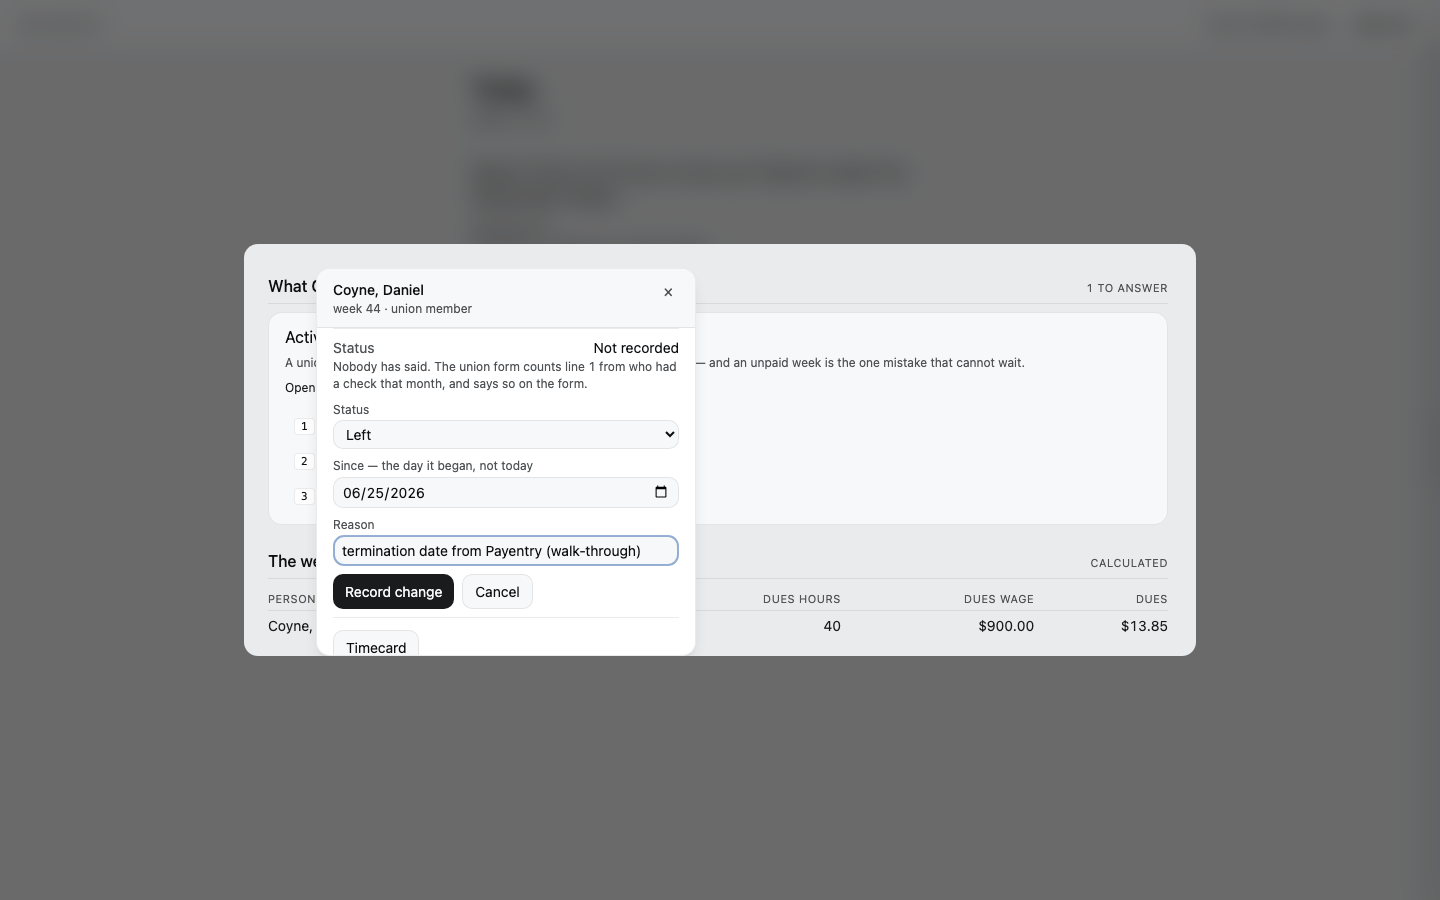 What
1 TO ANSWER
Coyne, Daniel
×
week 44 · union member
Status
Not recorded
Nobody has said. The union form counts line 1 from who had
a check that month, and says so on the form.
— and an unpaid week is the one mistake that cannot wait.
Open
Status
1
Left
2
Since — the day it began, not today
3
06/25/2026
Reason
termination date from Payentry (walk-through)
Record change
Cancel
The
CALCULATED
PERSON
DUES HOURS
DUES WAGE
DUES
Coyne,
40
$900.00
$13.85
Timecard